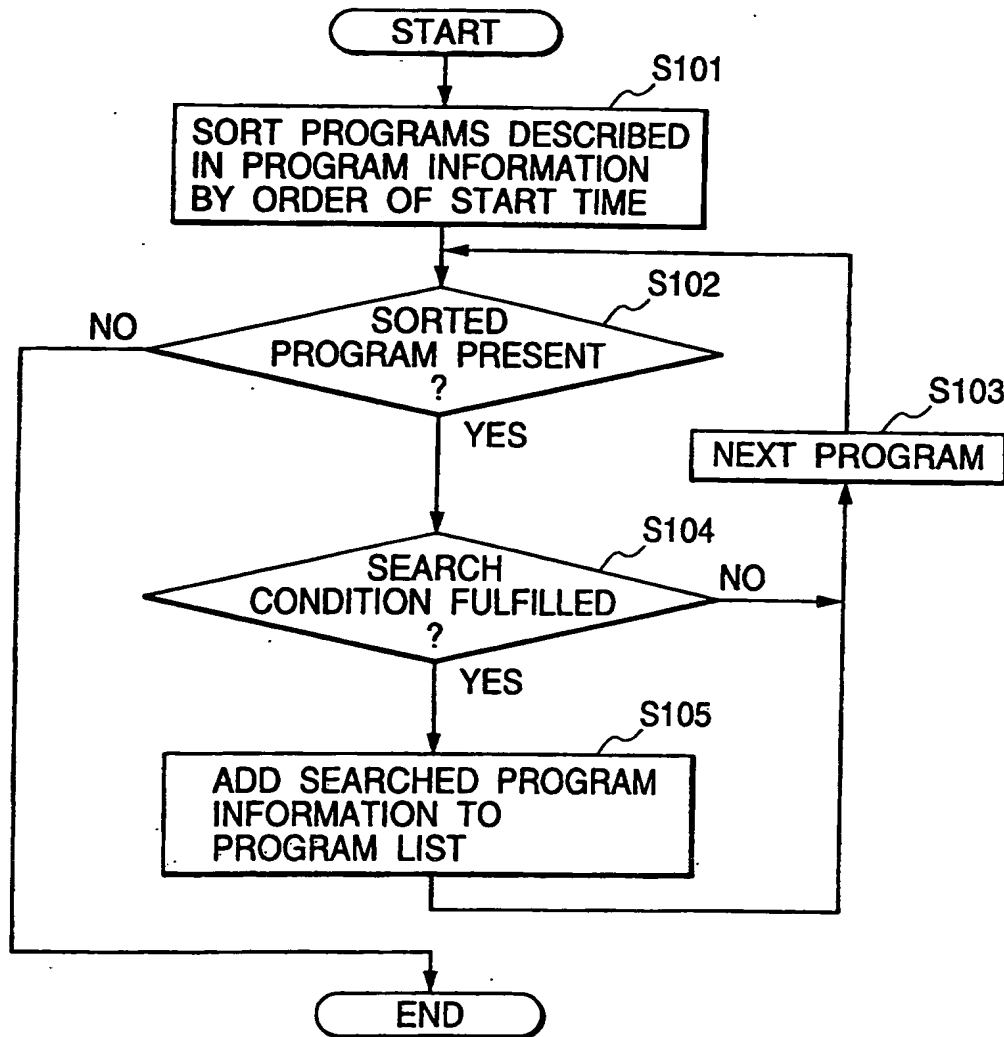 START
S101
SORT PROGRAMS DESCRIBED
IN PROGRAM INFORMATION
BY ORDER OF START TIME
S102
NO
SORTED
PROGRAM PRESENT
?
YES
S103
NEXT PROGRAM
S104
SEARCH
CONDITION FULFILLED
?
NO
YES
S105
ADD SEARCHED PROGRAM
INFORMATION TO
PROGRAM LIST
END